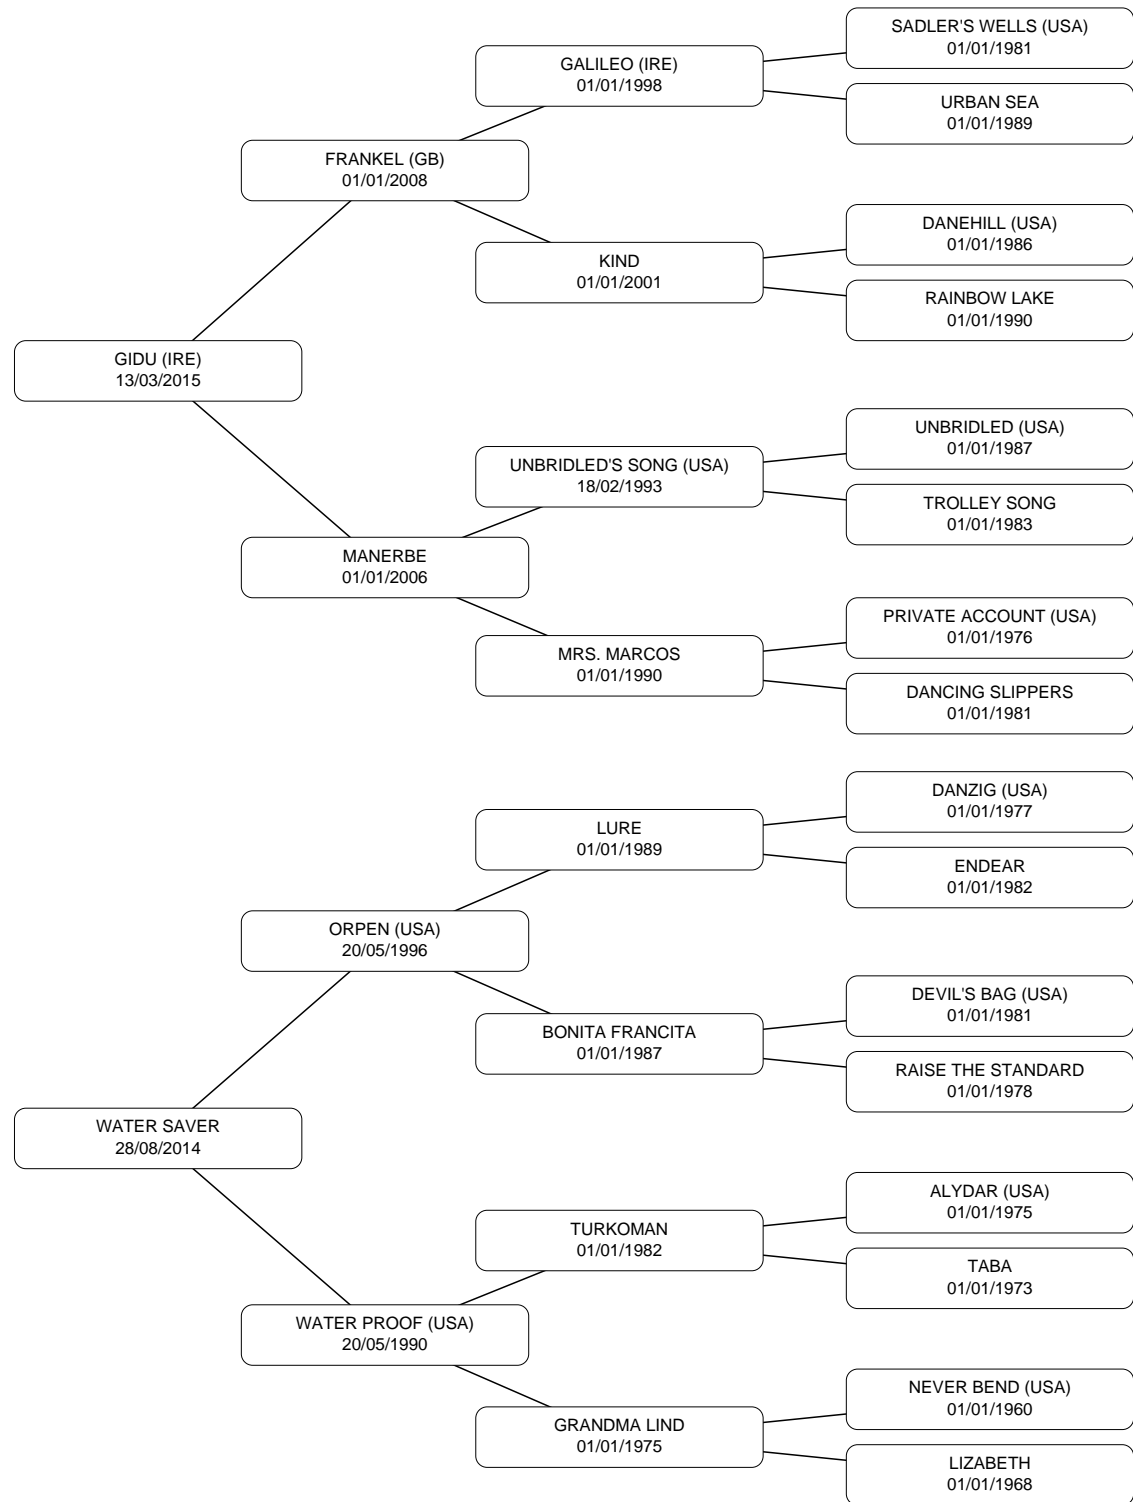 SADLER'S WELLS (USA)
01/01/1981
GALILEO (IRE)
01/01/1998
URBAN SEA
01/01/1989
FRANKEL (GB)
01/01/2008
DANEHILL (USA)
01/01/1986
KIND
01/01/2001
RAINBOW LAKE
01/01/1990
GIDU (IRE)
13/03/2015
UNBRIDLED (USA)
01/01/1987
UNBRIDLED'S SONG (USA)
18/02/1993
TROLLEY SONG
01/01/1983
MANERBE
01/01/2006
PRIVATE ACCOUNT (USA)
01/01/1976
MRS. MARCOS
01/01/1990
DANCING SLIPPERS
01/01/1981
DANZIG (USA)
01/01/1977
LURE
01/01/1989
ENDEAR
01/01/1982
ORPEN (USA)
20/05/1996
DEVIL'S BAG (USA)
01/01/1981
BONITA FRANCITA
01/01/1987
RAISE THE STANDARD
01/01/1978
WATER SAVER
28/08/2014
ALYDAR (USA)
01/01/1975
TURKOMAN
01/01/1982
TABA
01/01/1973
WATER PROOF (USA)
20/05/1990
NEVER BEND (USA)
01/01/1960
GRANDMA LIND
01/01/1975
LIZABETH
01/01/1968